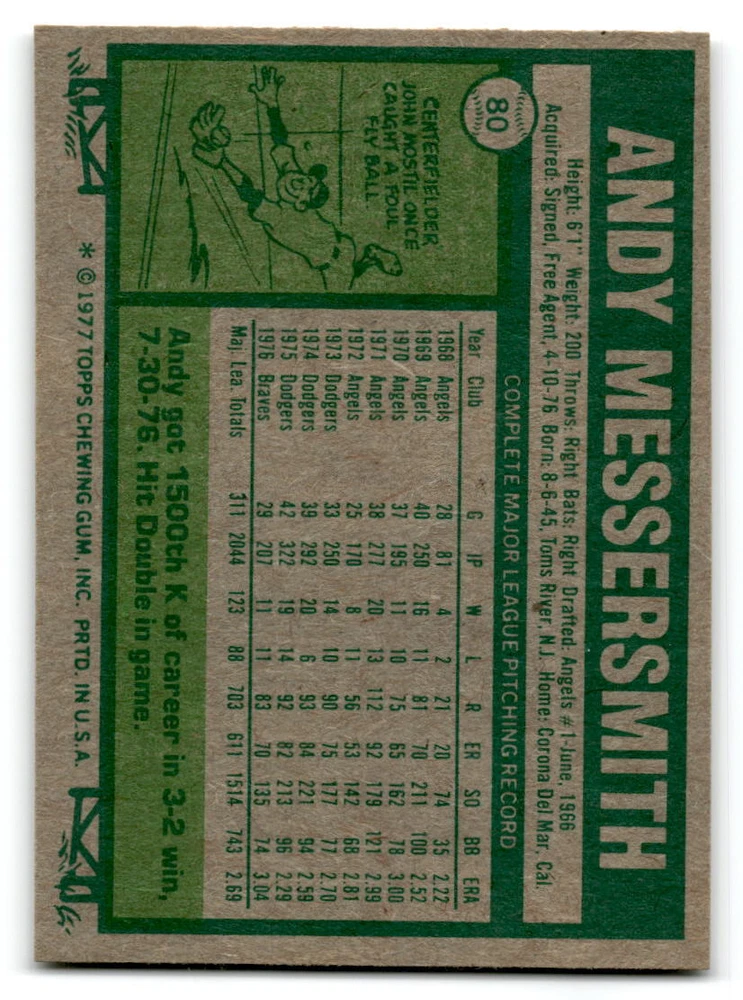 80
ANDY MESSERSMITH
Height: 6'1" Weight: 200 Throws: Right Bats: Right Drafted: Angels #1-June, 1966
Acquired: Signed, Free Agent, 4-10-76 Born: 8-6-45, Toms River, N.J. Home: Corona Del Mar, Cal.
CENTERFIELDER
JOHN MOSTIL ONCE
CAUGHT A FOUL
FLY BALL
COMPLETE MAJOR LEAGUE PITCHING RECORD
Year Club G IP W L R ER SO BB ERA
1968 Angels 28 81 4 2 21 20 74 35 2.22
1969 Angels 40 250 16 11 81 70 211 100 2.52
1970 Angels 37 195 11 10 75 65 162 78 3.00
1971 Angels 38 277 20 13 112 92 179 121 2.99
1972 Angels 25 170 8 11 56 53 142 68 2.81
1973 Dodgers 33 250 14 10 90 75 177 77 2.70
1974 Dodgers 39 292 20 6 93 84 221 94 2.59
1975 Dodgers 42 322 19 14 92 82 213 96 2.29
1976 Braves 29 207 11 11 83 70 135 74 3.04
Maj. Lea. Totals 311 2044 123 88 703 611 1514 743 2.69
Andy got 1500th K of career in 3-2 win,
7-30-76. Hit Double in game.
* © 1977 TOPPS CHEWING GUM, INC. PRTD. IN U.S.A.